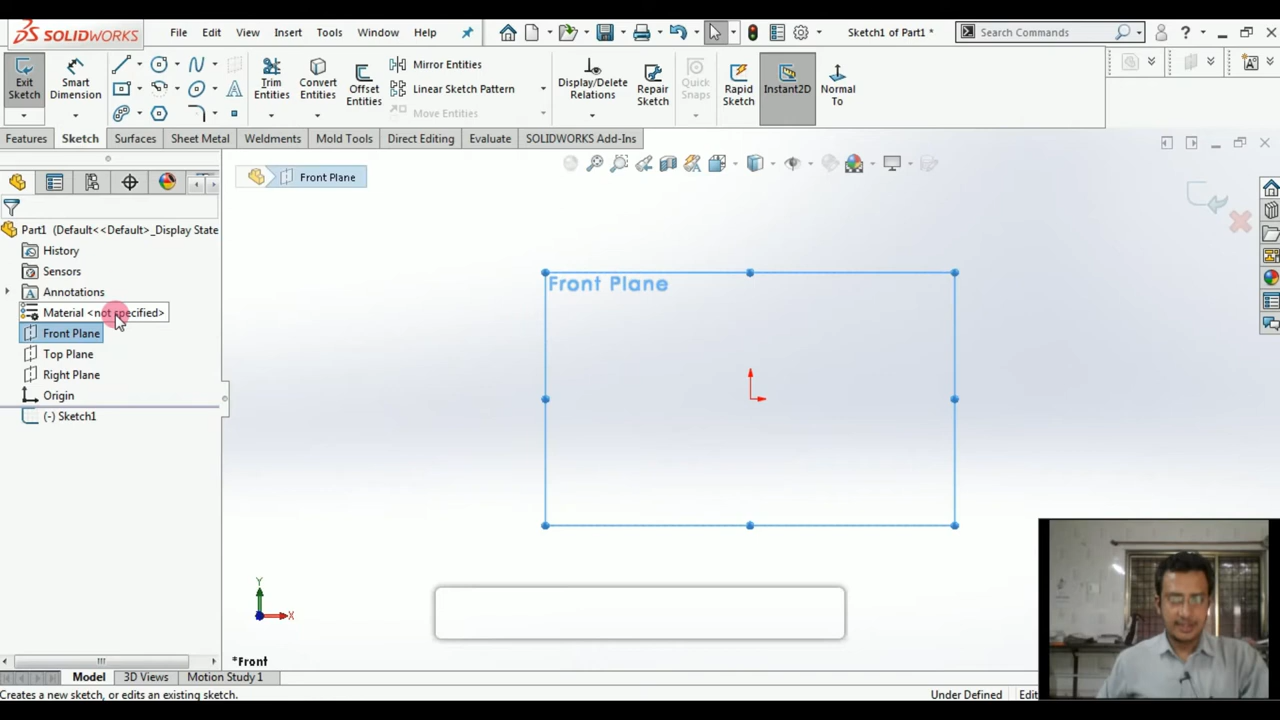 SOLIDWORKS
File Edit View Insert Tools Window Help
Sketch1 of Part1 *
Search Commands
Exit Sketch
Smart Dimension
Trim Entities
Convert Entities
Offset Entities
Mirror Entities
Linear Sketch Pattern
Move Entities
Display/Delete Relations
Repair Sketch
Quick Snaps
Rapid Sketch
Instant2D
Normal To
Features Sketch Surfaces Sheet Metal Weldments Mold Tools Direct Editing Evaluate SOLIDWORKS Add-Ins
Front Plane
Part1 (Default<<Default>_Display State
History
Sensors
Annotations
Material <not specified>
Front Plane
Top Plane
Right Plane
Origin
(-) Sketch1
Front Plane
Y
X
*Front
Model 3D Views Motion Study 1
Creates a new sketch, or edits an existing sketch.
Under Defined